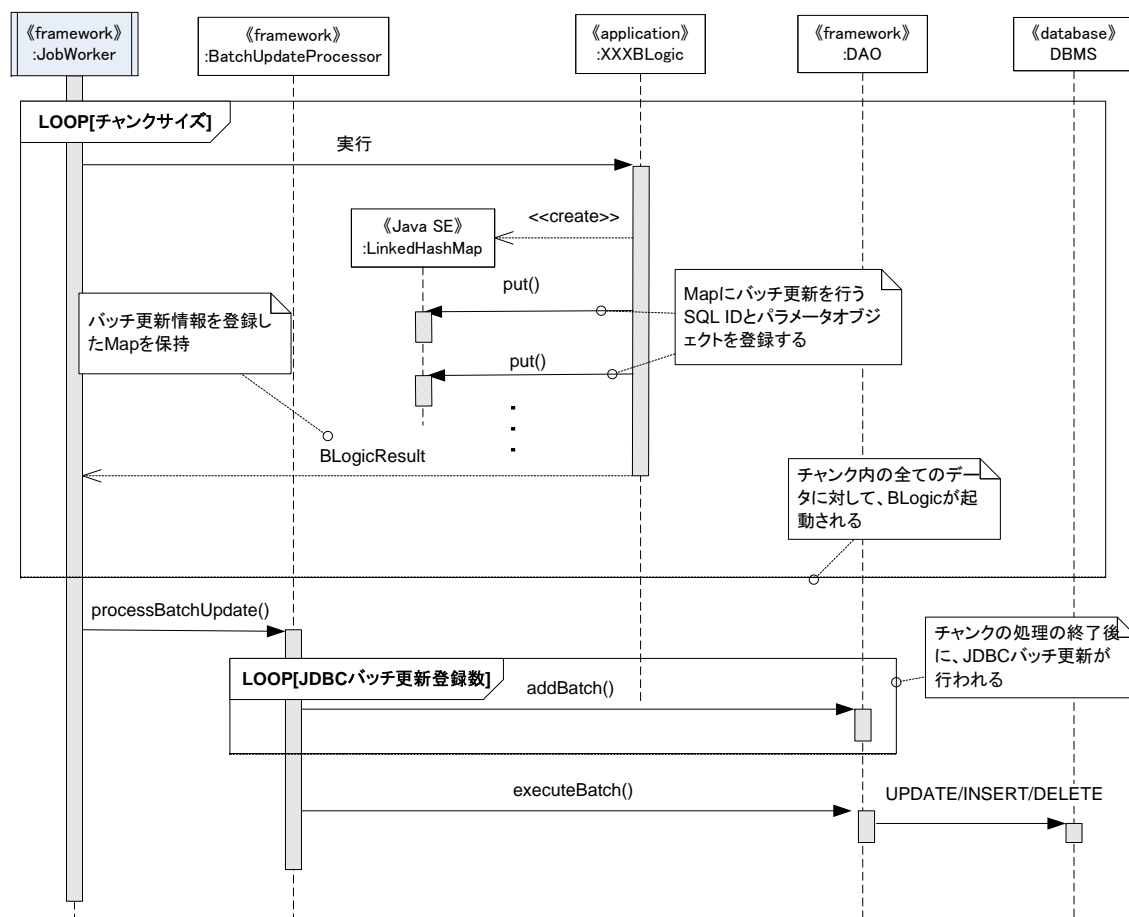 《framework》
:JobWorker
《framework》
:BatchUpdateProcessor
《application》
:XXXBLogic
《framework》
:DAO
《database》
DBMS
LOOP[チャンクサイズ]
実行
《Java SE》
:LinkedHashMap
<<create>>
put()
Mapにバッチ更新を行う
SQL IDとパラメータオブジ
ェクトを登録する
バッチ更新情報を登録し
たMapを保持
put()
BLogicResult
チャンク内の全てのデー
タに対して、BLogicが起
動される
processBatchUpdate()
チャンクの処理の終了後
に、JDBCバッチ更新が
行われる
LOOP[JDBCバッチ更新登録数]
addBatch()
executeBatch()
UPDATE/INSERT/DELETE